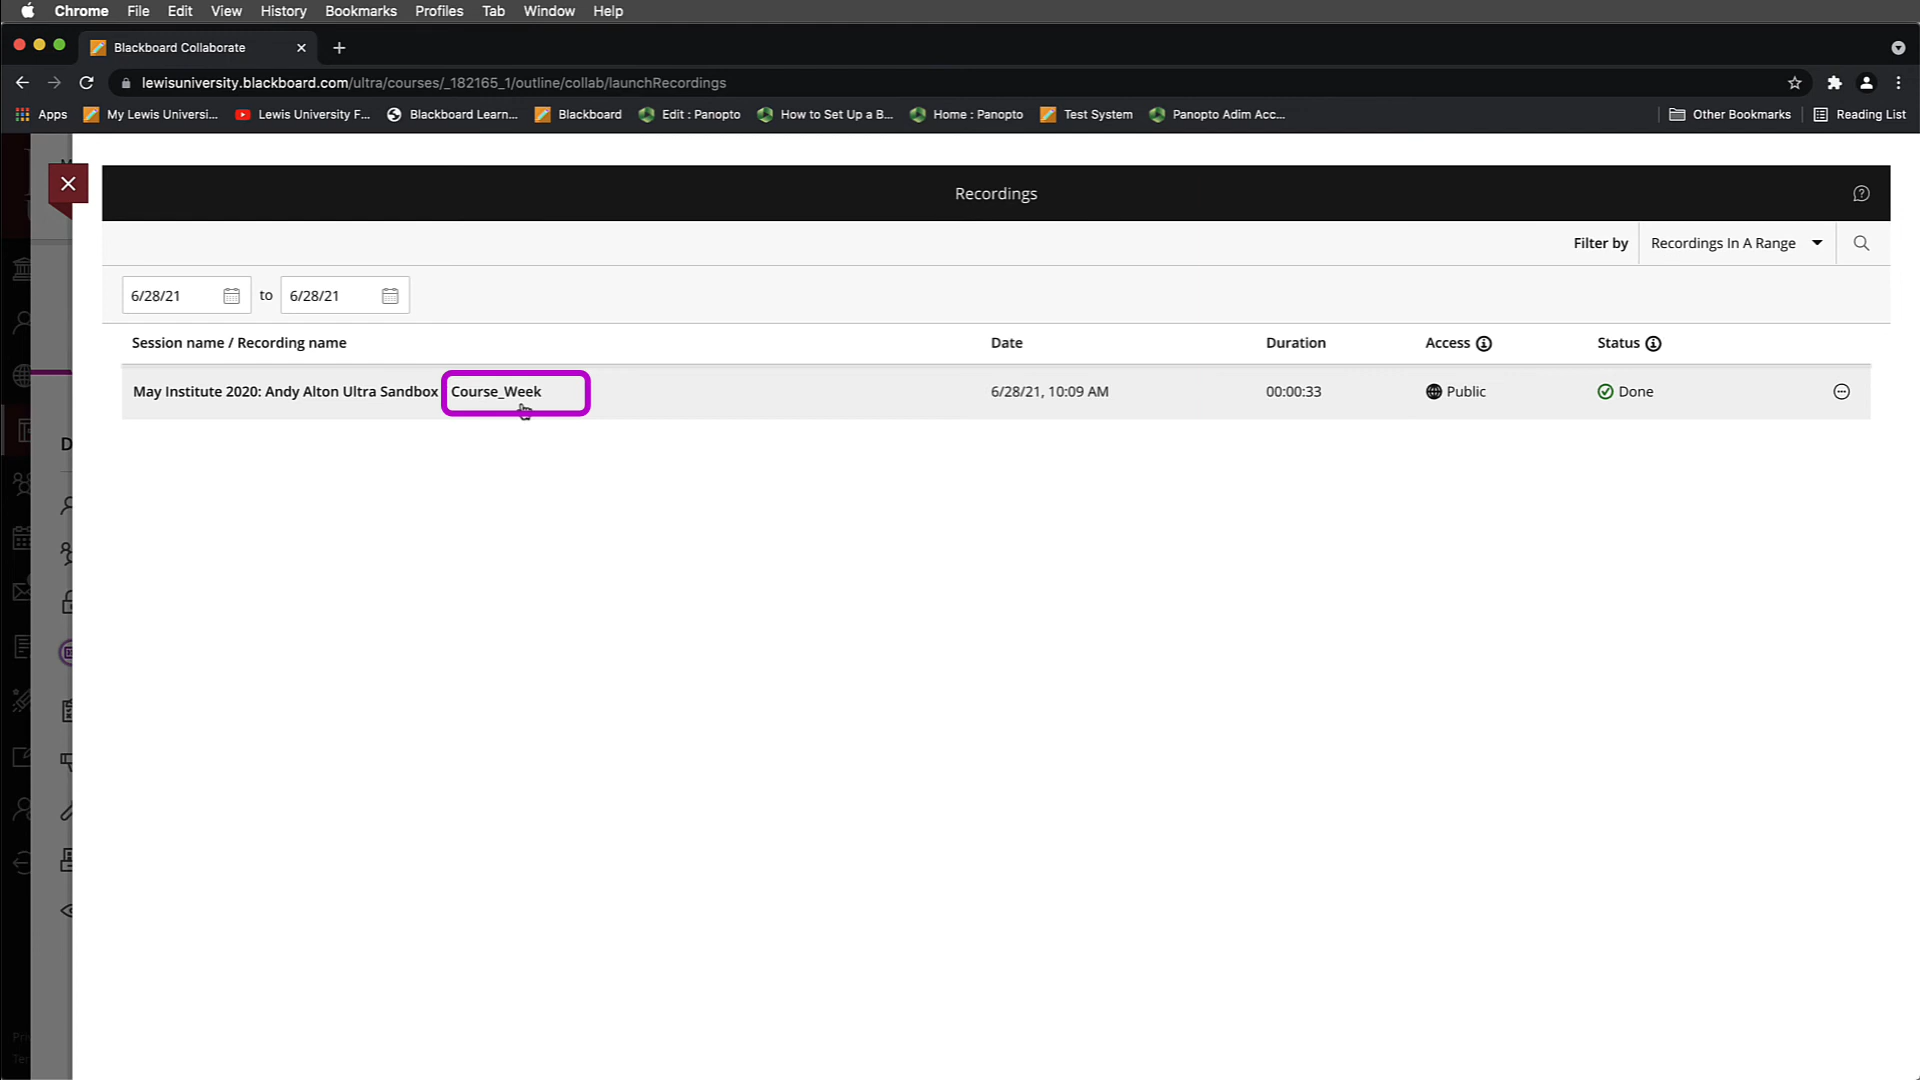 Chrome File Edit View History Bookmarks Profiles Tab Window Help
Blackboard Collaborate
lewisuniversity.blackboard.com/ultra/courses/_182165_1/outline/collab/launchRecordings
Apps My Lewis Universi... Lewis University F... Blackboard Learn... Blackboard Edit : Panopto How to Set Up a B... Home : Panopto Test System Panopto Adim Acc... Other Bookmarks Reading List
Recordings
Filter by Recordings In A Range
6/28/21 to 6/28/21
Session name / Recording name Date Duration Access Status
May Institute 2020: Andy Alton Ultra Sandbox Course_Week 6/28/21, 10:09 AM 00:00:33 Public Done